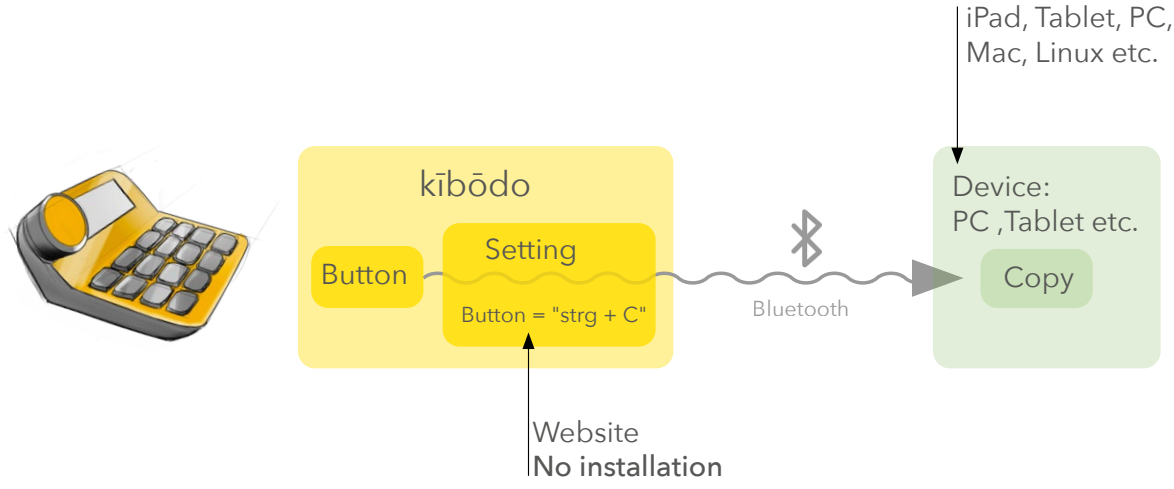 iPad, Tablet, PC,
Mac, Linux etc.
kībōdo
Button
Setting
Button = "strg + C"
Bluetooth
Device:
PC ,Tablet etc.
Copy
Website
No installation